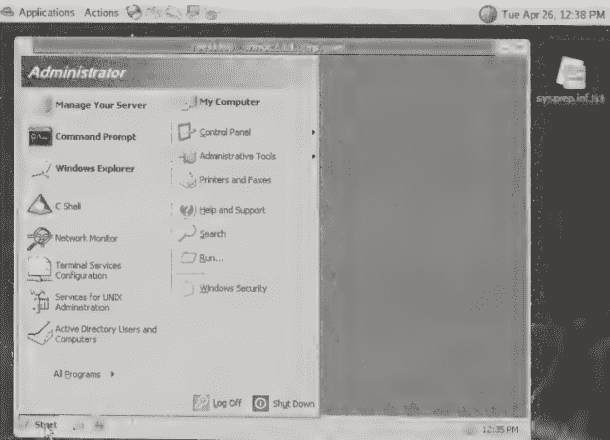 Applications Actions
Tue Apr 26, 12:38 PM
Administrator
Manage Your Server
Command Prompt
Windows Explorer
C Shell
Network Monitor
Terminal Services
Configuration
Services for UNIX
Administration
Active Directory Users and
Computers
All Programs
My Computer
Control Panel
Administrative Tools
Printers and Faxes
Help and Support
Search
Run...
Windows Security
Log Off
Shut Down
Start
12:35 PM
sysprep.inf.txt